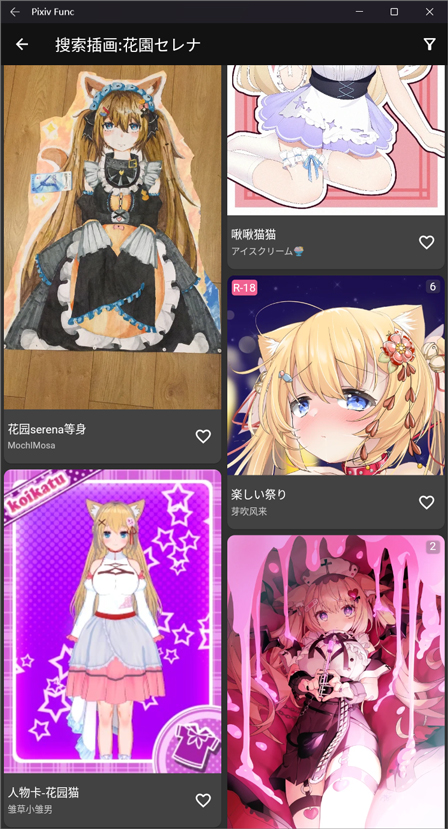 Pixiv Func
搜索插画:花園セレナ
花园serena等身
MochiMosa
啾啾猫猫
アイスクリーム🍧
R-18
6
楽しい祭り
芽吹风来
koikatu
人物卡-花园猫
雏草小雏男
2